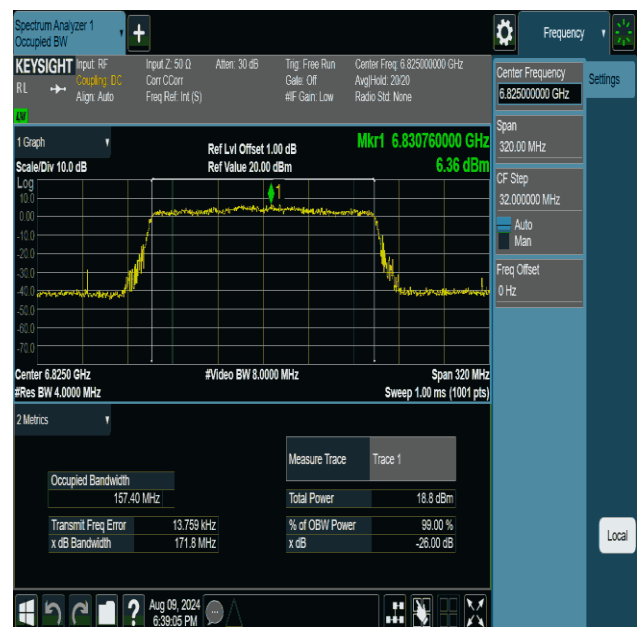 Spectrum Analyzer 1
Occupied BW
Frequency
KEYSIGHT Input: RF Input Z: 50 Ω Atten: 30 dB Trig: Free Run Center Freq: 6.825000000 GHz
RL Coupling: DC Corr CCorr Gate: Off Avg|Hold: 20/20
Align: Auto Freq Ref: Int (S) #IF Gain: Low Radio Std: None
Center Frequency
6.825000000 GHz
Settings
Span
320.00 MHz
CF Step
32.000000 MHz
Auto
Man
Freq Offset
0 Hz
1 Graph
Ref Lvl Offset 1.00 dB
Mkr1 6.830760000 GHz
Scale/Div 10.0 dB
Ref Value 20.00 dBm
6.36 dBm
Log
1
10.0
0.00
-10.0
-20.0
-30.0
-40.0
-50.0
-60.0
-70.0
Center 6.8250 GHz #Video BW 8.0000 MHz Span 320 MHz
#Res BW 4.0000 MHz Sweep 1.00 ms (1001 pts)
2 Metrics
Measure Trace Trace 1
Occupied Bandwidth
157.40 MHz
Total Power 18.8 dBm
Transmit Freq Error 13.759 kHz
% of OBW Power 99.00 %
x dB Bandwidth 171.8 MHz
x dB -26.00 dB
Local
?
Aug 09, 2024
6:39:05 PM